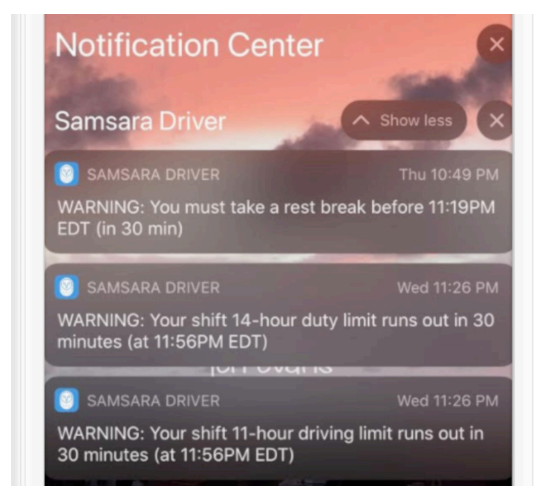 Notification Center
Samsara Driver
Show less
SAMSARA DRIVER Thu 10:49 PM
WARNING: You must take a rest break before 11:19PM
EDT (in 30 min)
SAMSARA DRIVER Wed 11:26 PM
WARNING: Your shift 14-hour duty limit runs out in 30
minutes (at 11:56PM EDT)
SAMSARA DRIVER Wed 11:26 PM
WARNING: Your shift 11-hour driving limit runs out in
30 minutes (at 11:56PM EDT)